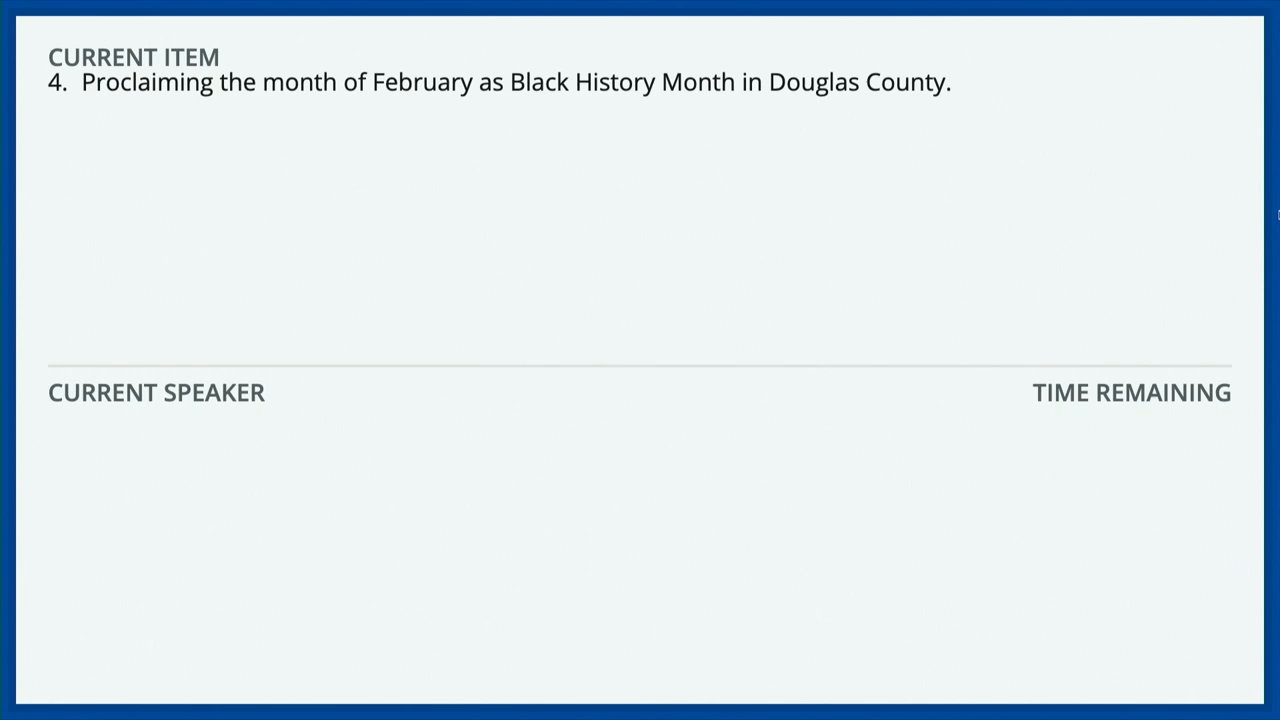 CURRENT ITEM
4. Proclaiming the month of February as Black History Month in Douglas County.
CURRENT SPEAKER
TIME REMAINING